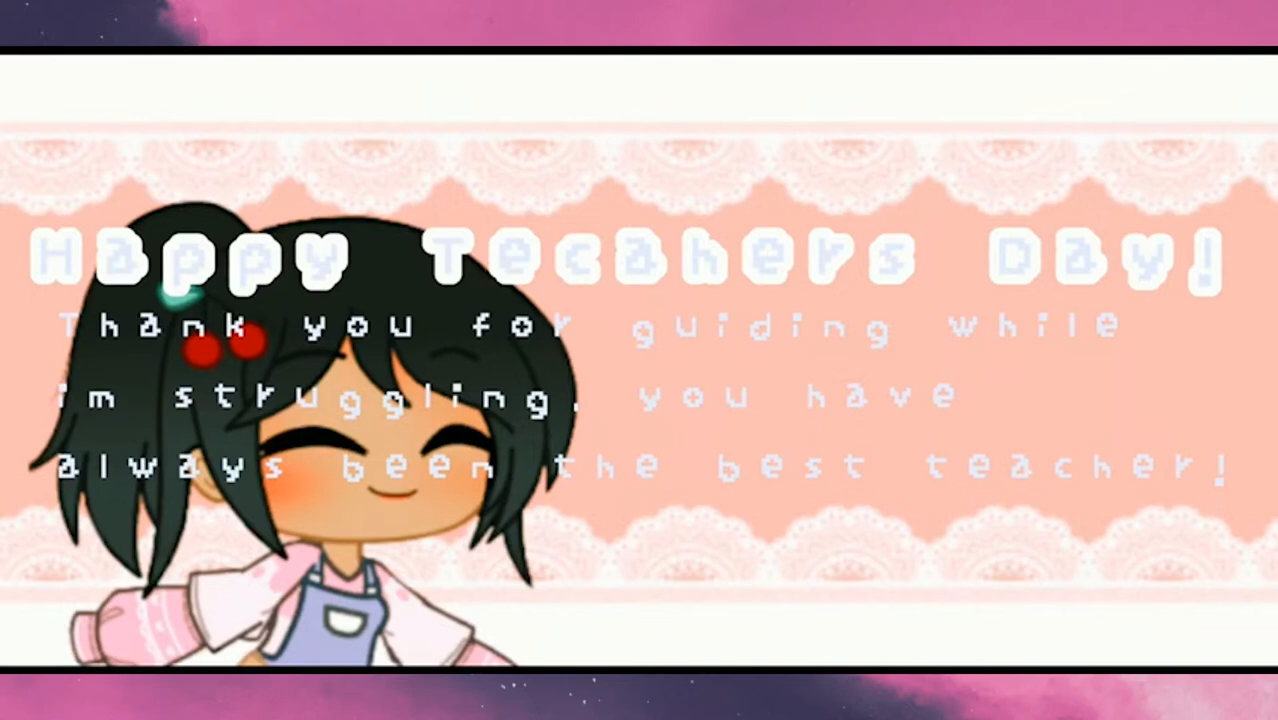 Happy Tecahers Day!
Thank you for guiding while
im struggling, you have
always been the best teacher!